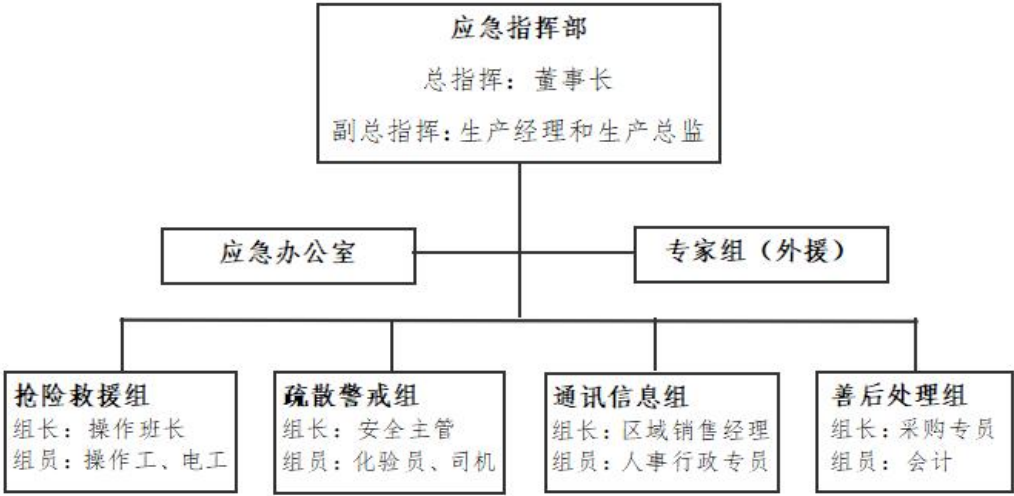 应急指挥部
总指挥：董事长
副总指挥:生产经理和生产总监
应急办公室
专家组（外援）
抢险救援组
组长：操作班长
组员：操作工、电工
疏散警戒组
组长：安全主管
组员：化验员、司机
通讯信息组
组长：区域销售经理
组员：人事行政专员
善后处理组
组长：采购专员
组员：会计